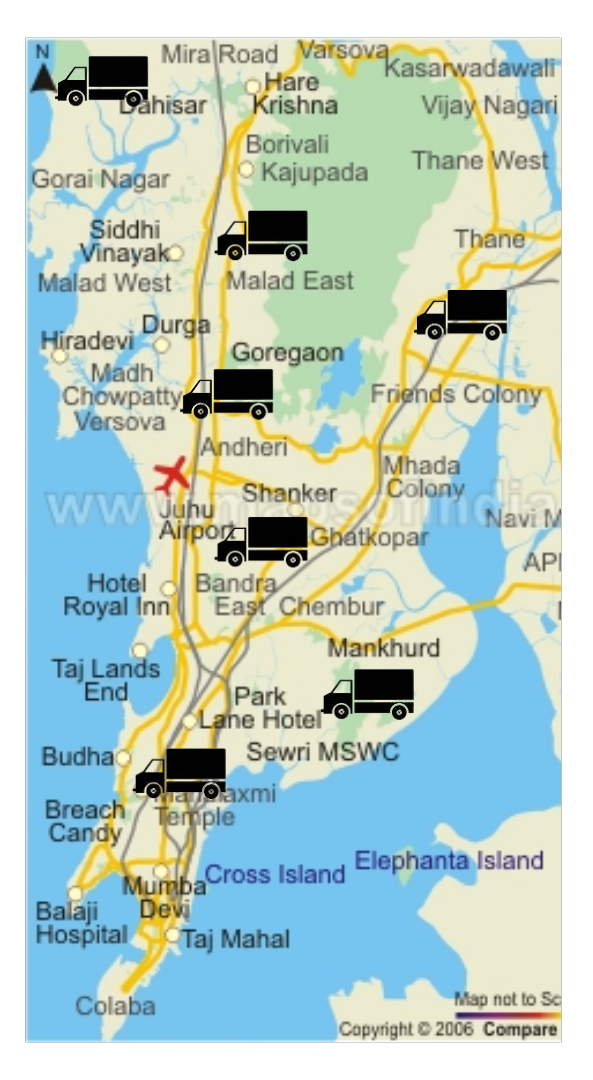 N
Mira Road
Varsova
Kasarwadawali
Hare
Krishna
Dahisar
Vijay Nagari
Borivali
Kajupada
Thane West
Gorai Nagar
Siddhi
Vinayak
Thane
Malad West
Malad East
Durga
Hiradevi
Goregaon
Madh
Chowpatty
Versova
Friends Colony
Andheri
Mhada
Colony
Shanker
www.mapsofindia
Juhu
Airport
Navi M
Ghatkopar
API
Hotel
Royal Inn
Bandra
East
Chembur
Mankhurd
Taj Lands
End
Park
Lane Hotel
Sewri MSWC
Budha
Mahalaxmi
Temple
Breach
Candy
Elephanta Island
Cross Island
Mumba
Devi
Balaji
Hospital
Taj Mahal
Colaba
Map not to Sc
Copyright © 2006 Compare